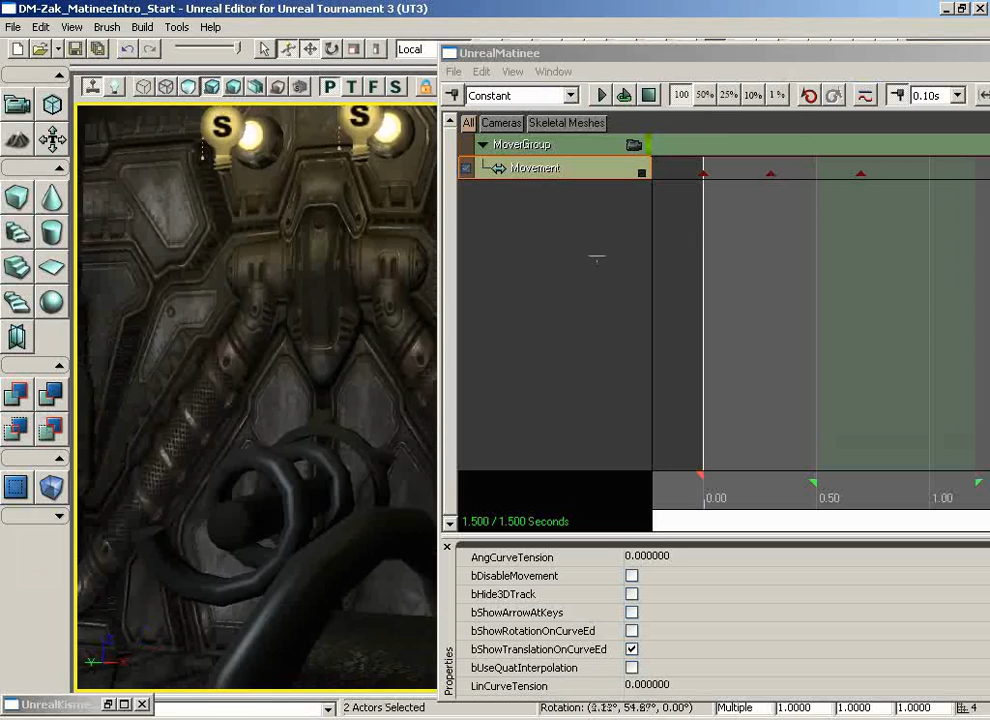 DM-Zak_MatineeIntro_Start - Unreal Editor for Unreal Tournament 3 (UT3)
File Edit View Brush Build Tools Help
Local
UnrealMatinee
File Edit View Window
P T F S
Constant 100 50% 25% 10% 1 % 0.10s
S S
All Cameras Skeletal Meshes
MoverGroup
Movement
0.00 0.50 1.00
1.500 / 1.500 Seconds
AngCurveTension 0.000000
bDisableMovement
bHide3DTrack
bShowArrowAtKeys
bShowRotationOnCurveEd
bShowTranslationOnCurveEd
bUseQuatInterpolation
LinCurveTension 0.000000
Properties
UnrealKisme
2 Actors Selected
Multiple 1.0000 1.0000 1.0000 4